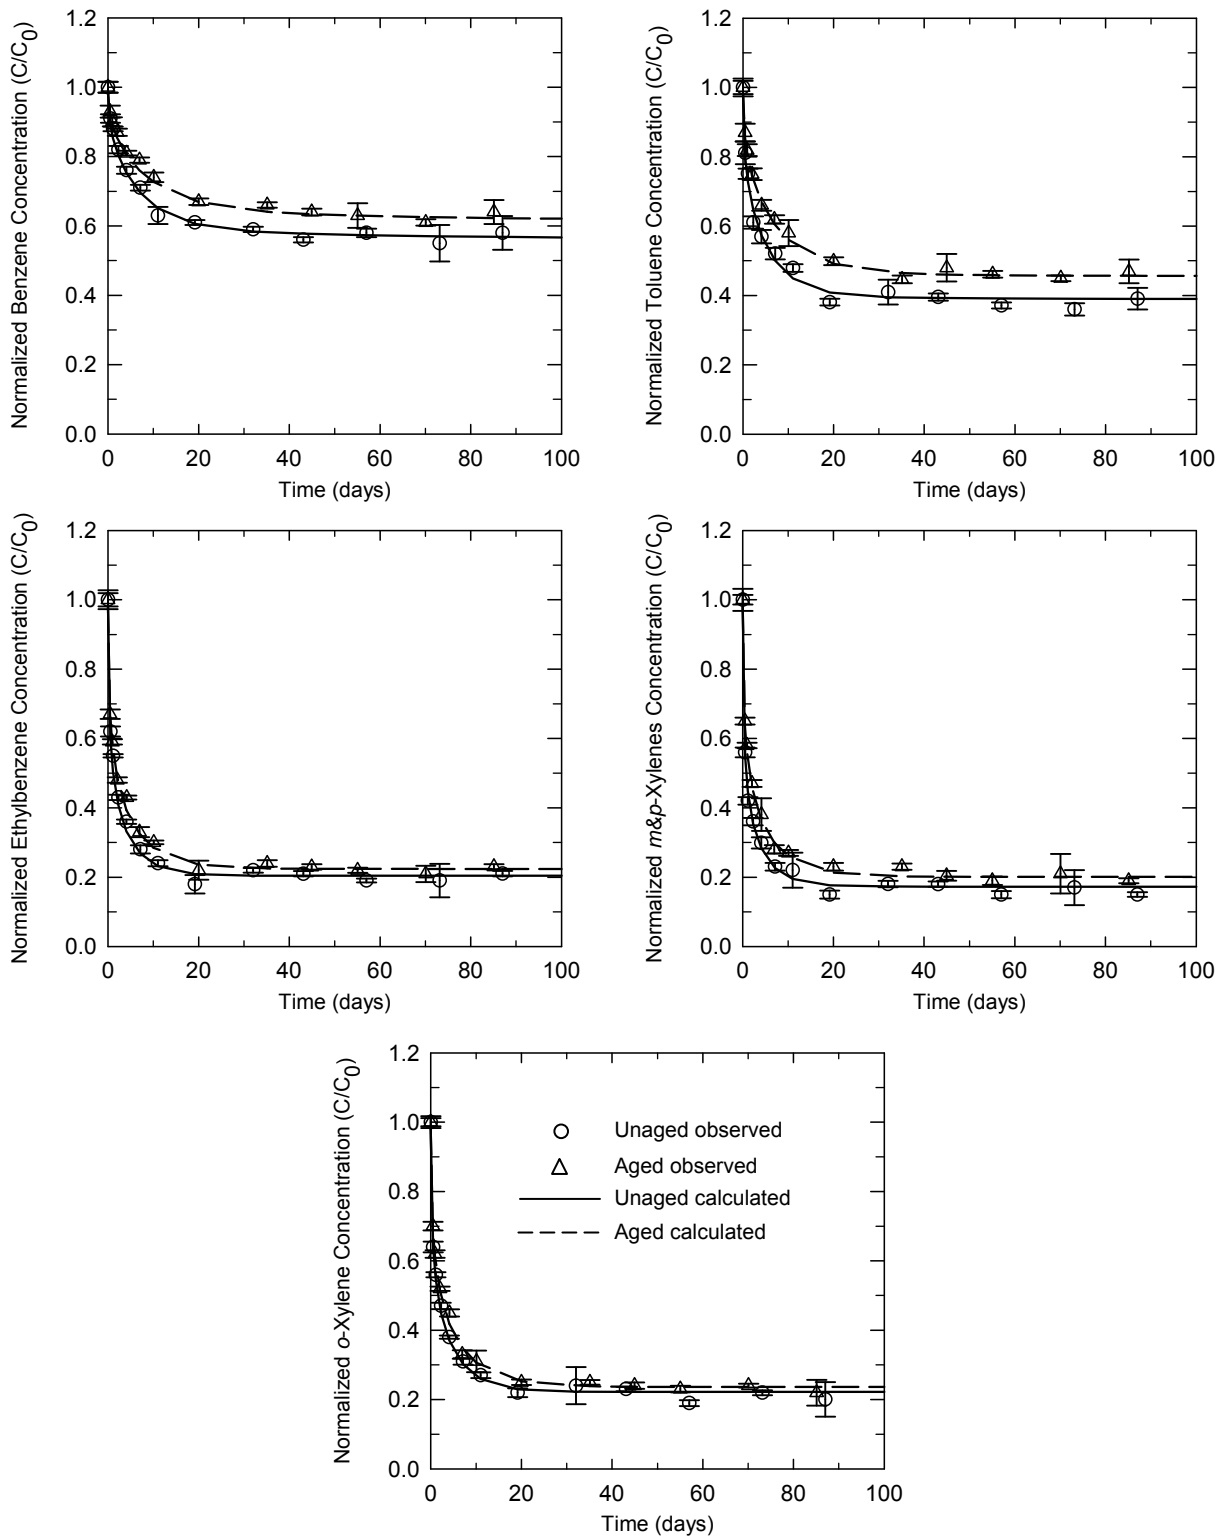 Normalized Benzene Concentration (C/C0)
1.2
1.0
0.8
0.6
0.4
0.2
0.0
0 20 40 60 80 100
Time (days)
Normalized Toluene Concentration (C/C0)
1.2
1.0
0.8
0.6
0.4
0.2
0.0
0 20 40 60 80 100
Time (days)
Normalized Ethylbenzene Concentration (C/C0)
1.2
1.0
0.8
0.6
0.4
0.2
0.0
0 20 40 60 80 100
Time (days)
Normalized m&p-Xylenes Concentration (C/C0)
1.2
1.0
0.8
0.6
0.4
0.2
0.0
0 20 40 60 80 100
Time (days)
Normalized o-Xylene Concentration (C/C0)
1.2
1.0
0.8
0.6
0.4
0.2
0.0
Unaged observed
Aged observed
Unaged calculated
Aged calculated
0 20 40 60 80 100
Time (days)